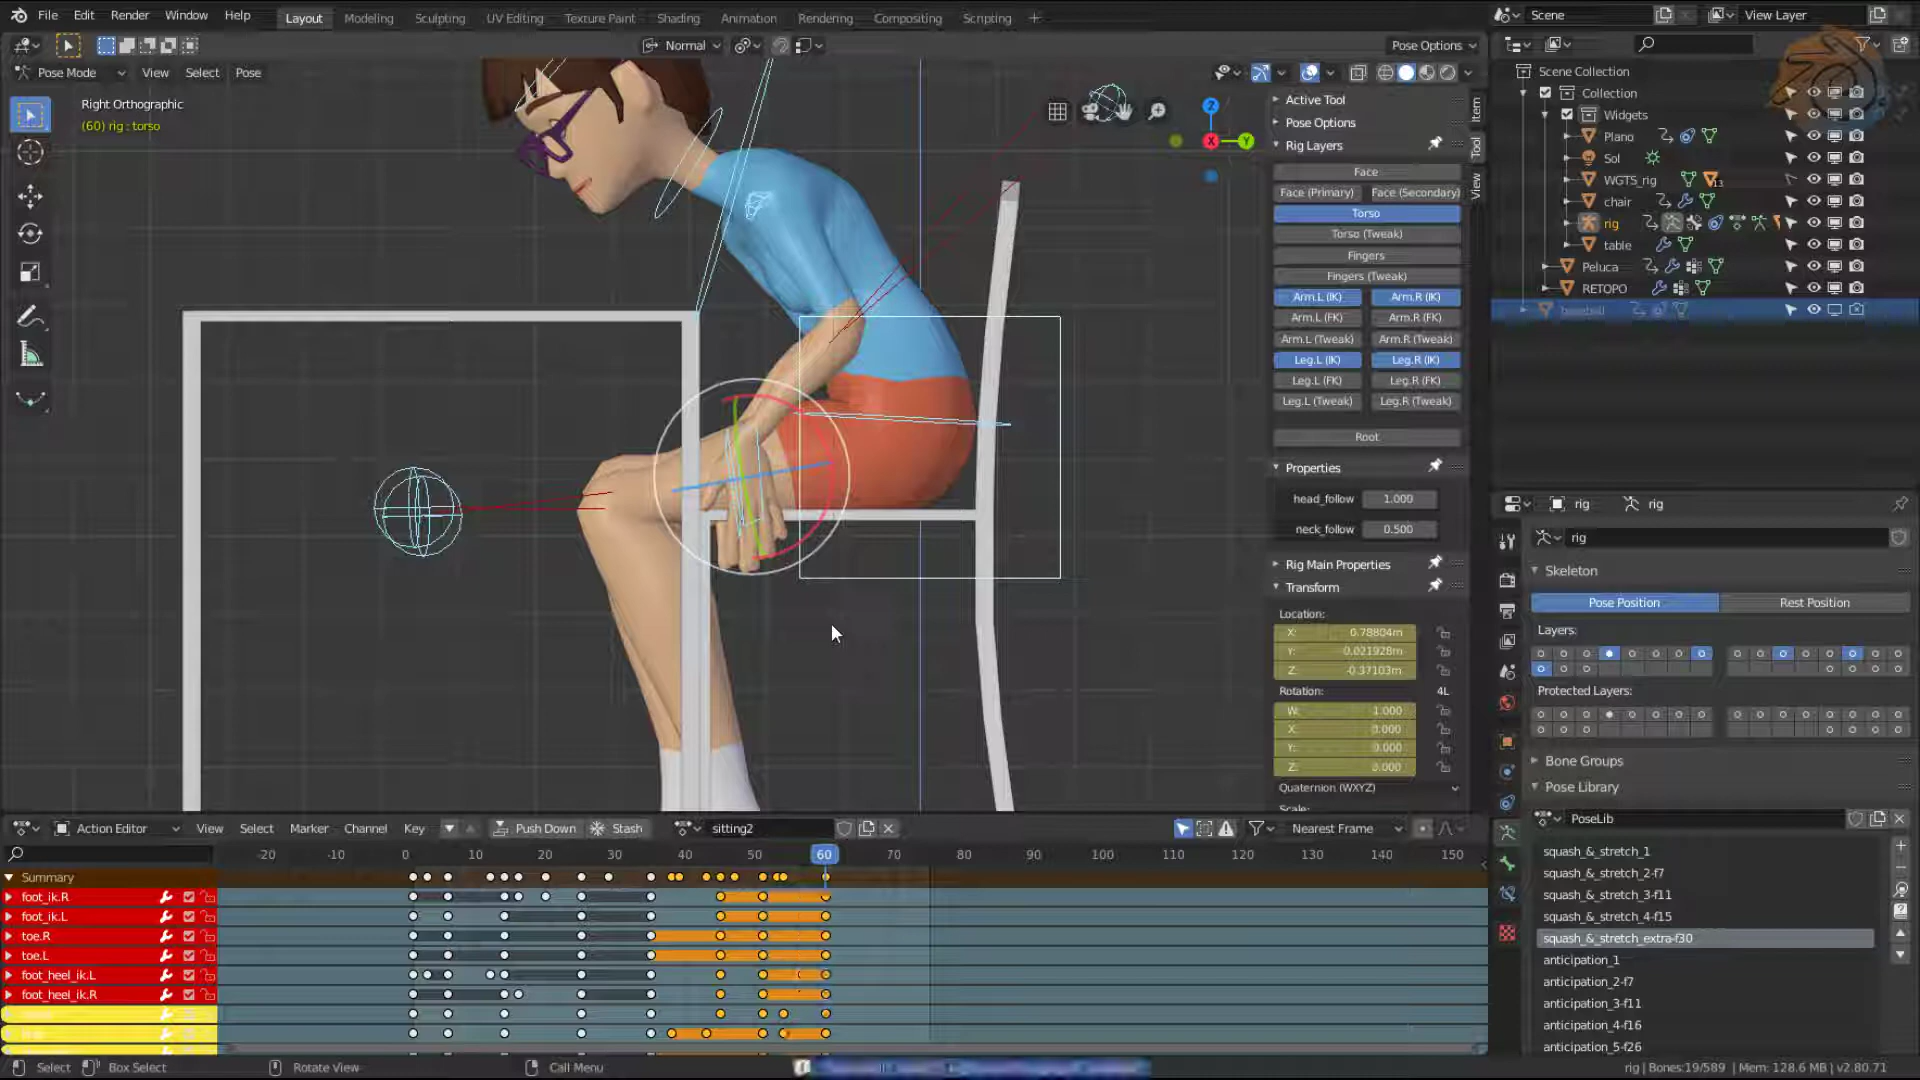 File Edit Render Window Help Layout Modeling Sculpting UV Editing Texture Paint Shading Animation Rendering Compositing Scripting + Scene View Layer
Normal Pose Options
Pose Mode View Select Pose
Right Orthographic
(60) rig : torso
Z
X
Y
Item
Tool
View
Active Tool
Pose Options
Rig Layers
Face
Face (Primary) Face (Secondary)
Torso
Torso (Tweak)
Fingers
Fingers (Tweak)
Arm.L (IK) Arm.R (IK)
Arm.L (FK) Arm.R (FK)
Arm.L (Tweak) Arm.R (Tweak)
Leg.L (IK) Leg.R (IK)
Leg.L (FK) Leg.R (FK)
Leg.L (Tweak) Leg.R (Tweak)
Root
Properties
head_follow 1.000
neck_follow 0.500
Rig Main Properties
Transform
Location:
X: 0.78804m
Y: 0.021928m
Z: -0.37103m
Rotation: 4L
W: 1.000
X: 0.000
Y: 0.000
Z: 0.000
Quaternion (WXYZ)
Scale:
Scene Collection
Collection
Widgets
Plano
Sol
WGTS_rig 13
chair
rig
table
Peluca
RETOPO
baseball
rig rig
rig
Skeleton
Pose Position Rest Position
Layers:
Protected Layers:
Bone Groups
Pose Library
PoseLib
squash_&_stretch_1
squash_&_stretch_2-f7
squash_&_stretch_3-f11
squash_&_stretch_4-f15
squash_&_stretch_extra-f30
anticipation_1
anticipation_2-f7
anticipation_3-f11
anticipation_4-f16
anticipation_5-f26
Action Editor View Select Marker Channel Key Push Down Stash sitting2 Nearest Frame
-20 -10 0 10 20 30 40 50 60 70 80 90 100 110 120 130 140 150
Summary
foot_ik.R
foot_ik.L
toe.R
toe.L
foot_heel_ik.L
foot_heel_ik.R
Select Box Select Rotate View Call Menu rig | Bones:19/589 | Mem: 128.6 MB | v2.80.71